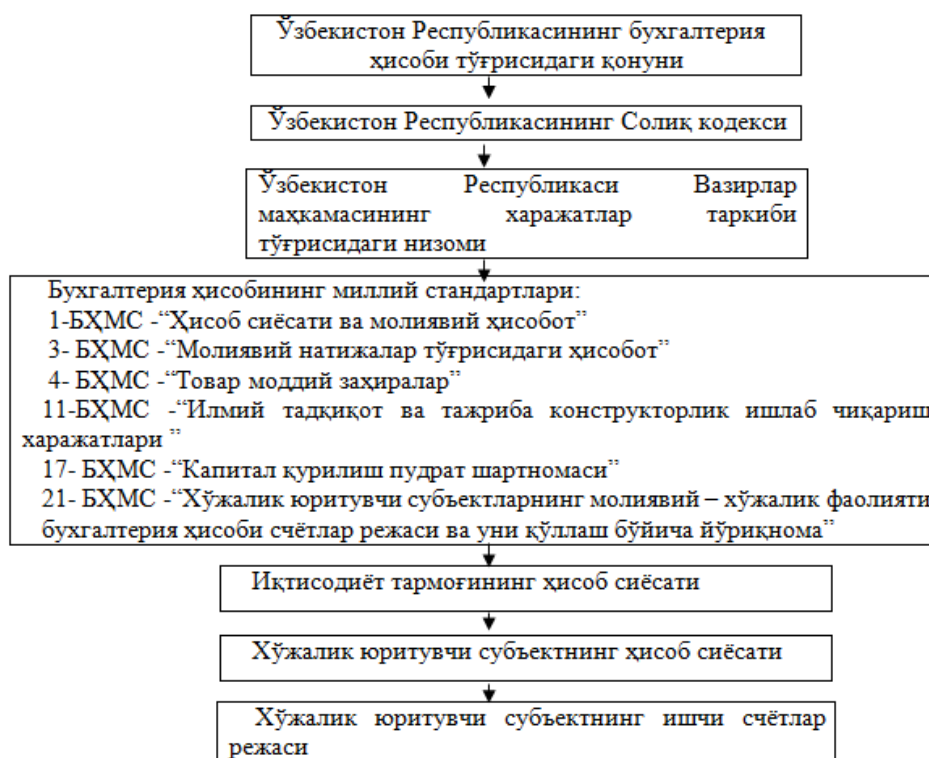 Ўзбекистон Республикасининг бухгалтерия
ҳисоби тўғрисидаги қонуни
Ўзбекистон Республикасининг Солиқ кодекси
Ўзбекистон Республикаси Вазирлар
маҳкамасининг харажатлар таркиби
тўғрисидаги низоми
Бухгалтерия ҳисобининг миллий стандартлари:
1-БҲМС -“Ҳисоб сиёсати ва молиявий ҳисобот”
3- БҲМС -“Молиявий натижалар тўғрисидаги ҳисобот”
4- БҲМС -“Товар моддий заҳиралар”
11-БҲМС -“Илмий тадқиқот ва тажриба конструкторлик ишлаб чиқариш
харажатлари ”
17- БҲМС -“Капитал қурилиш пудрат шартномаси”
21- БҲМС -“Хўжалик юритувчи субъектларнинг молиявий – хўжалик фаолияти
бухгалтерия ҳисоби счётлар режаси ва уни қўллаш бўйича йўриқнома”
Иқтисодиёт тармоғининг ҳисоб сиёсати
Хўжалик юритувчи субъектнинг ҳисоб сиёсати
Хўжалик юритувчи субъектнинг ишчи счётлар
режаси